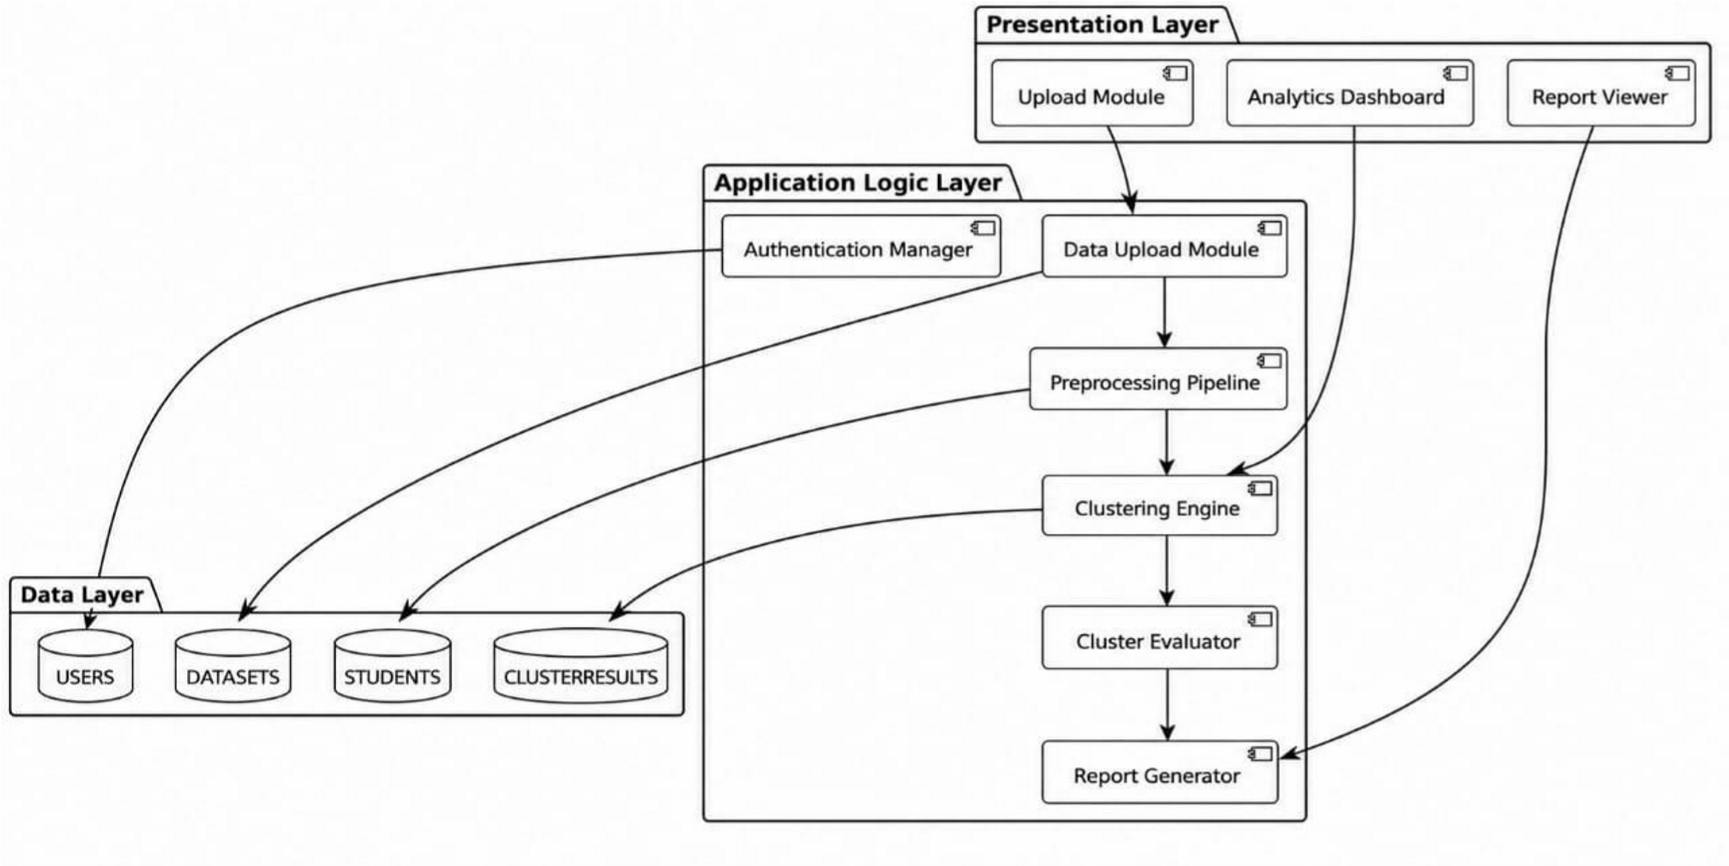 Presentation Layer
Upload Module
Analytics Dashboard
Report Viewer
Application Logic Layer
Authentication Manager
Data Upload Module
Preprocessing Pipeline
Clustering Engine
Cluster Evaluator
Report Generator
Data Layer
USERS
DATASETS
STUDENTS
CLUSTERRESULTS